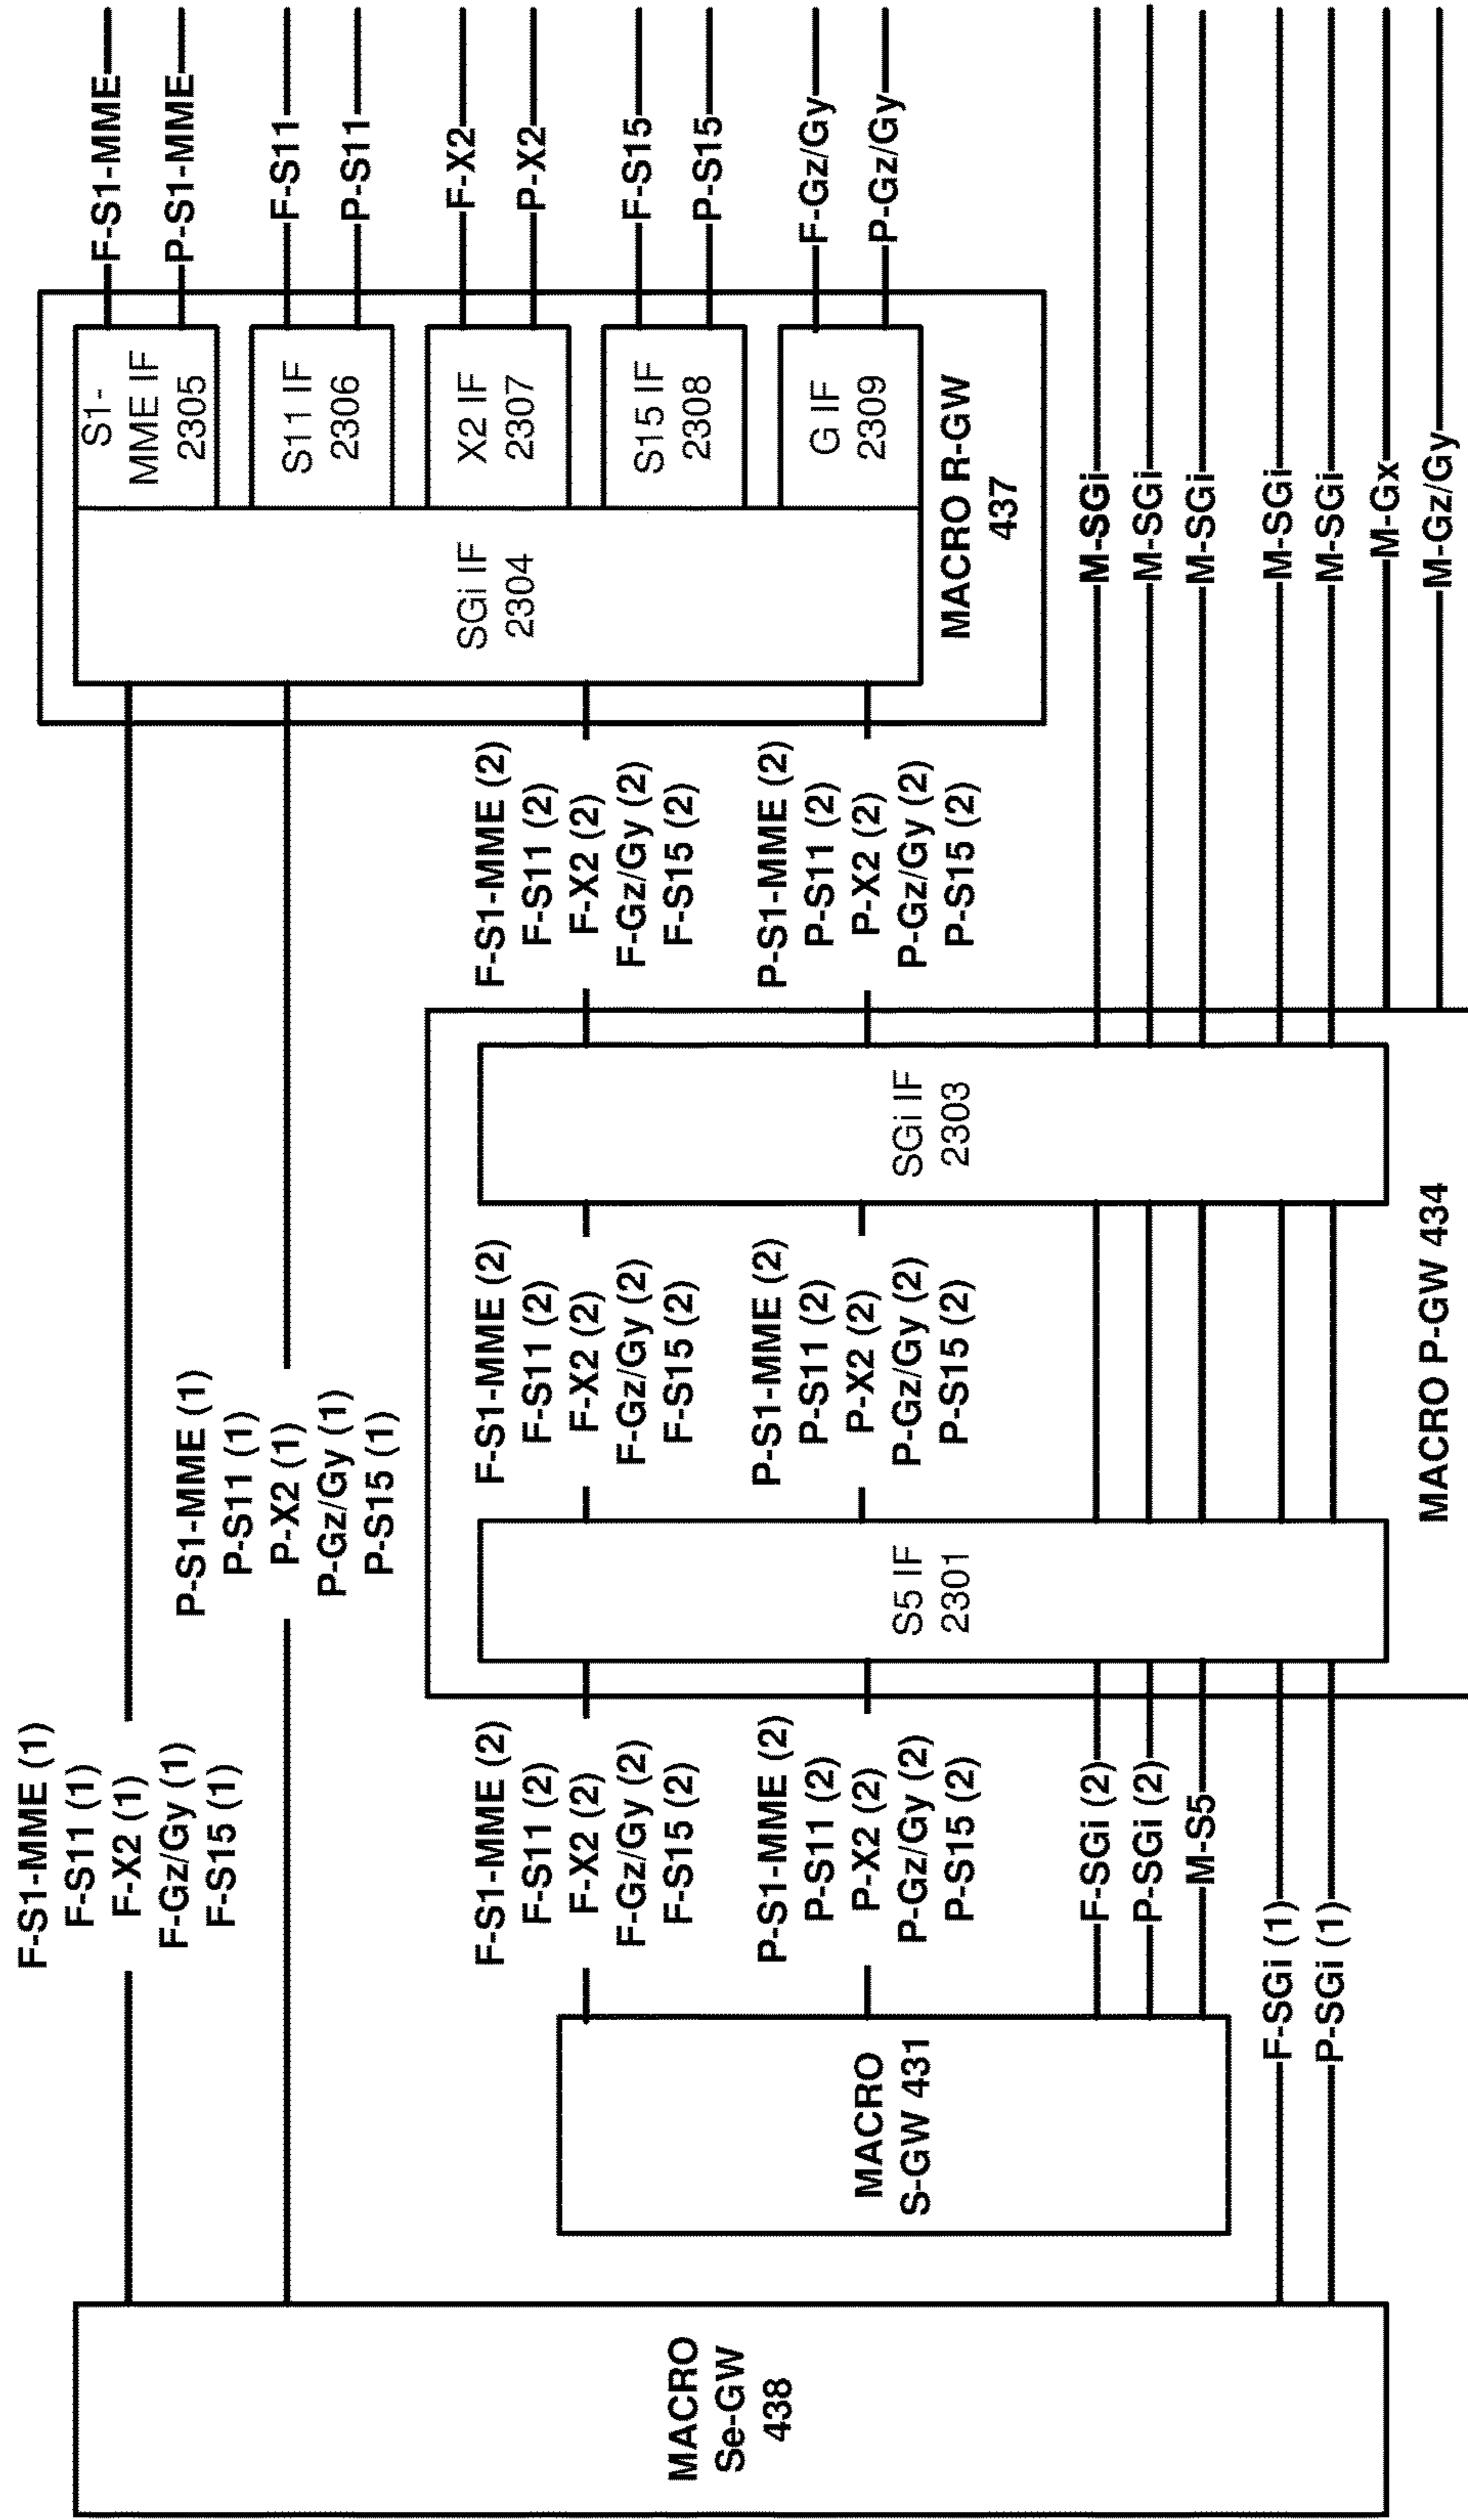 F-S1-MME (1)
F-S11 (1)
F-X2 (1)
F-Gz/Gy (1)
F-S15 (1)
P-S1-MME (1)
P-S11 (1)
P-X2 (1)
P-Gz/Gy (1)
P-S15 (1)
MACRO
Se-GW
438
MACRO
S-GW 431
F-S1-MME (2)
F-S11 (2)
F-X2 (2)
F-Gz/Gy (2)
F-S15 (2)
P-S1-MME (2)
P-S11 (2)
P-X2 (2)
P-Gz/Gy (2)
P-S15 (2)
F-SGi (2)
P-SGi (2)
M-S5
F-SGi (1)
P-SGi (1)
S5 IF
2301
F-S1-MME (2)
F-S11 (2)
F-X2 (2)
F-Gz/Gy (2)
F-S15 (2)
P-S1-MME (2)
P-S11 (2)
P-X2 (2)
P-Gz/Gy (2)
P-S15 (2)
SGi IF
2303
MACRO P-GW 434
F-S1-MME (2)
F-S11 (2)
F-X2 (2)
F-Gz/Gy (2)
F-S15 (2)
P-S1-MME (2)
P-S11 (2)
P-X2 (2)
P-Gz/Gy (2)
P-S15 (2)
SGi IF
2304
S1-
MME IF
2305
S11 IF
2306
X2 IF
2307
S15 IF
2308
G IF
2309
MACRO R-GW
437
F-S1-MME
P-S1-MME
F-S11
P-S11
F-X2
P-X2
F-S15
P-S15
F-Gz/Gy
P-Gz/Gy
M-SGi
M-SGi
M-SGi
M-SGi
M-SGi
M-Gx
M-Gz/Gy